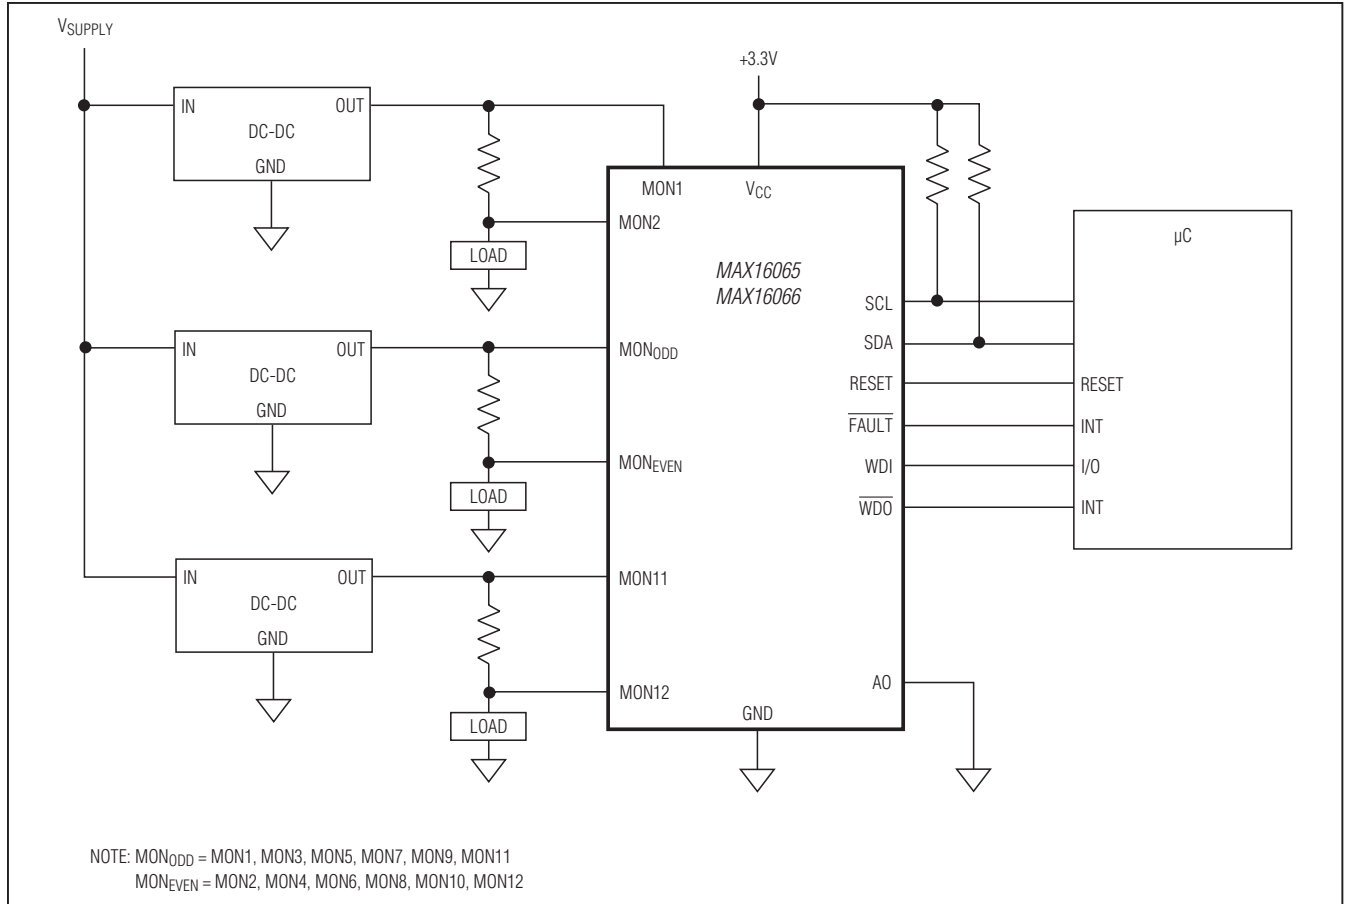 VSUPPLY
+3.3V
IN OUT
DC-DC
GND
MON1 VCC
MON2
LOAD
MAX16065
MAX16066
µC
SCL
SDA
IN OUT
DC-DC
GND
MONODD
RESET RESET
FAULT INT
MONEVEN
WDI I/O
LOAD
WDO INT
IN OUT
DC-DC
GND
MON11
MON12
LOAD
GND
AO
NOTE: MONODD = MON1, MON3, MON5, MON7, MON9, MON11
MONEVEN = MON2, MON4, MON6, MON8, MON10, MON12